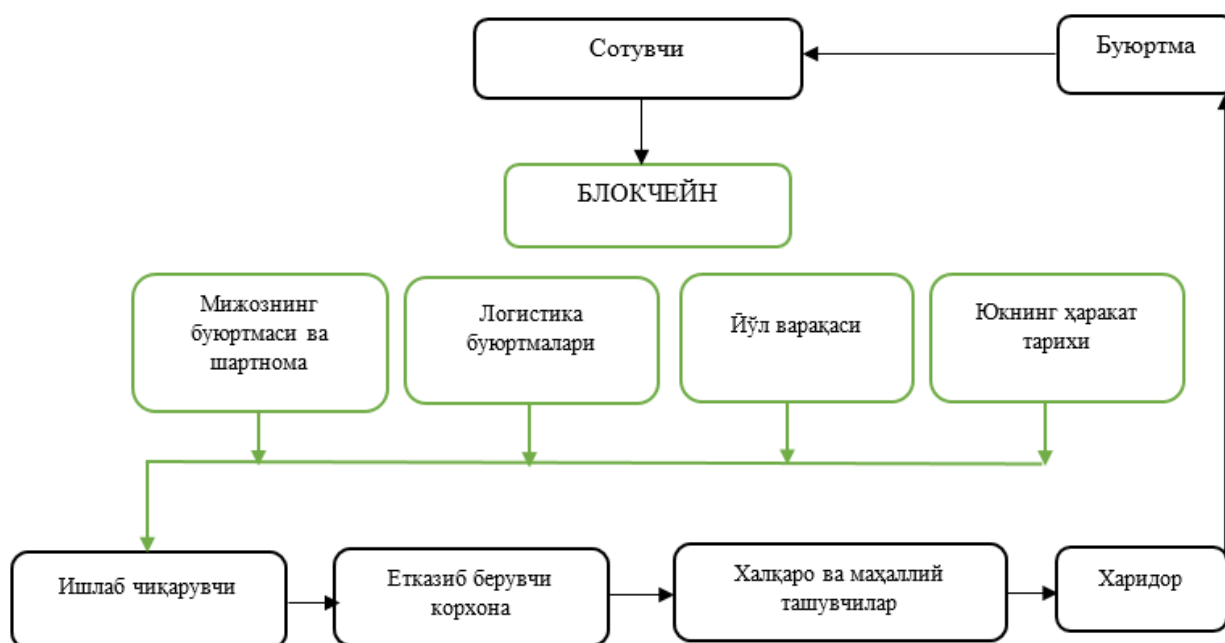 Сотувчи
Буюртма
БЛОКЧЕЙН
Мижознинг
буюртмаси ва
шартнома
Логистика
буюртмалари
Йўл варақаси
Юкнинг ҳаракат
тарихи
Ишлаб чиқарувчи
Етказиб берувчи
корхона
Халқаро ва маҳаллий
ташувчилар
Харидор